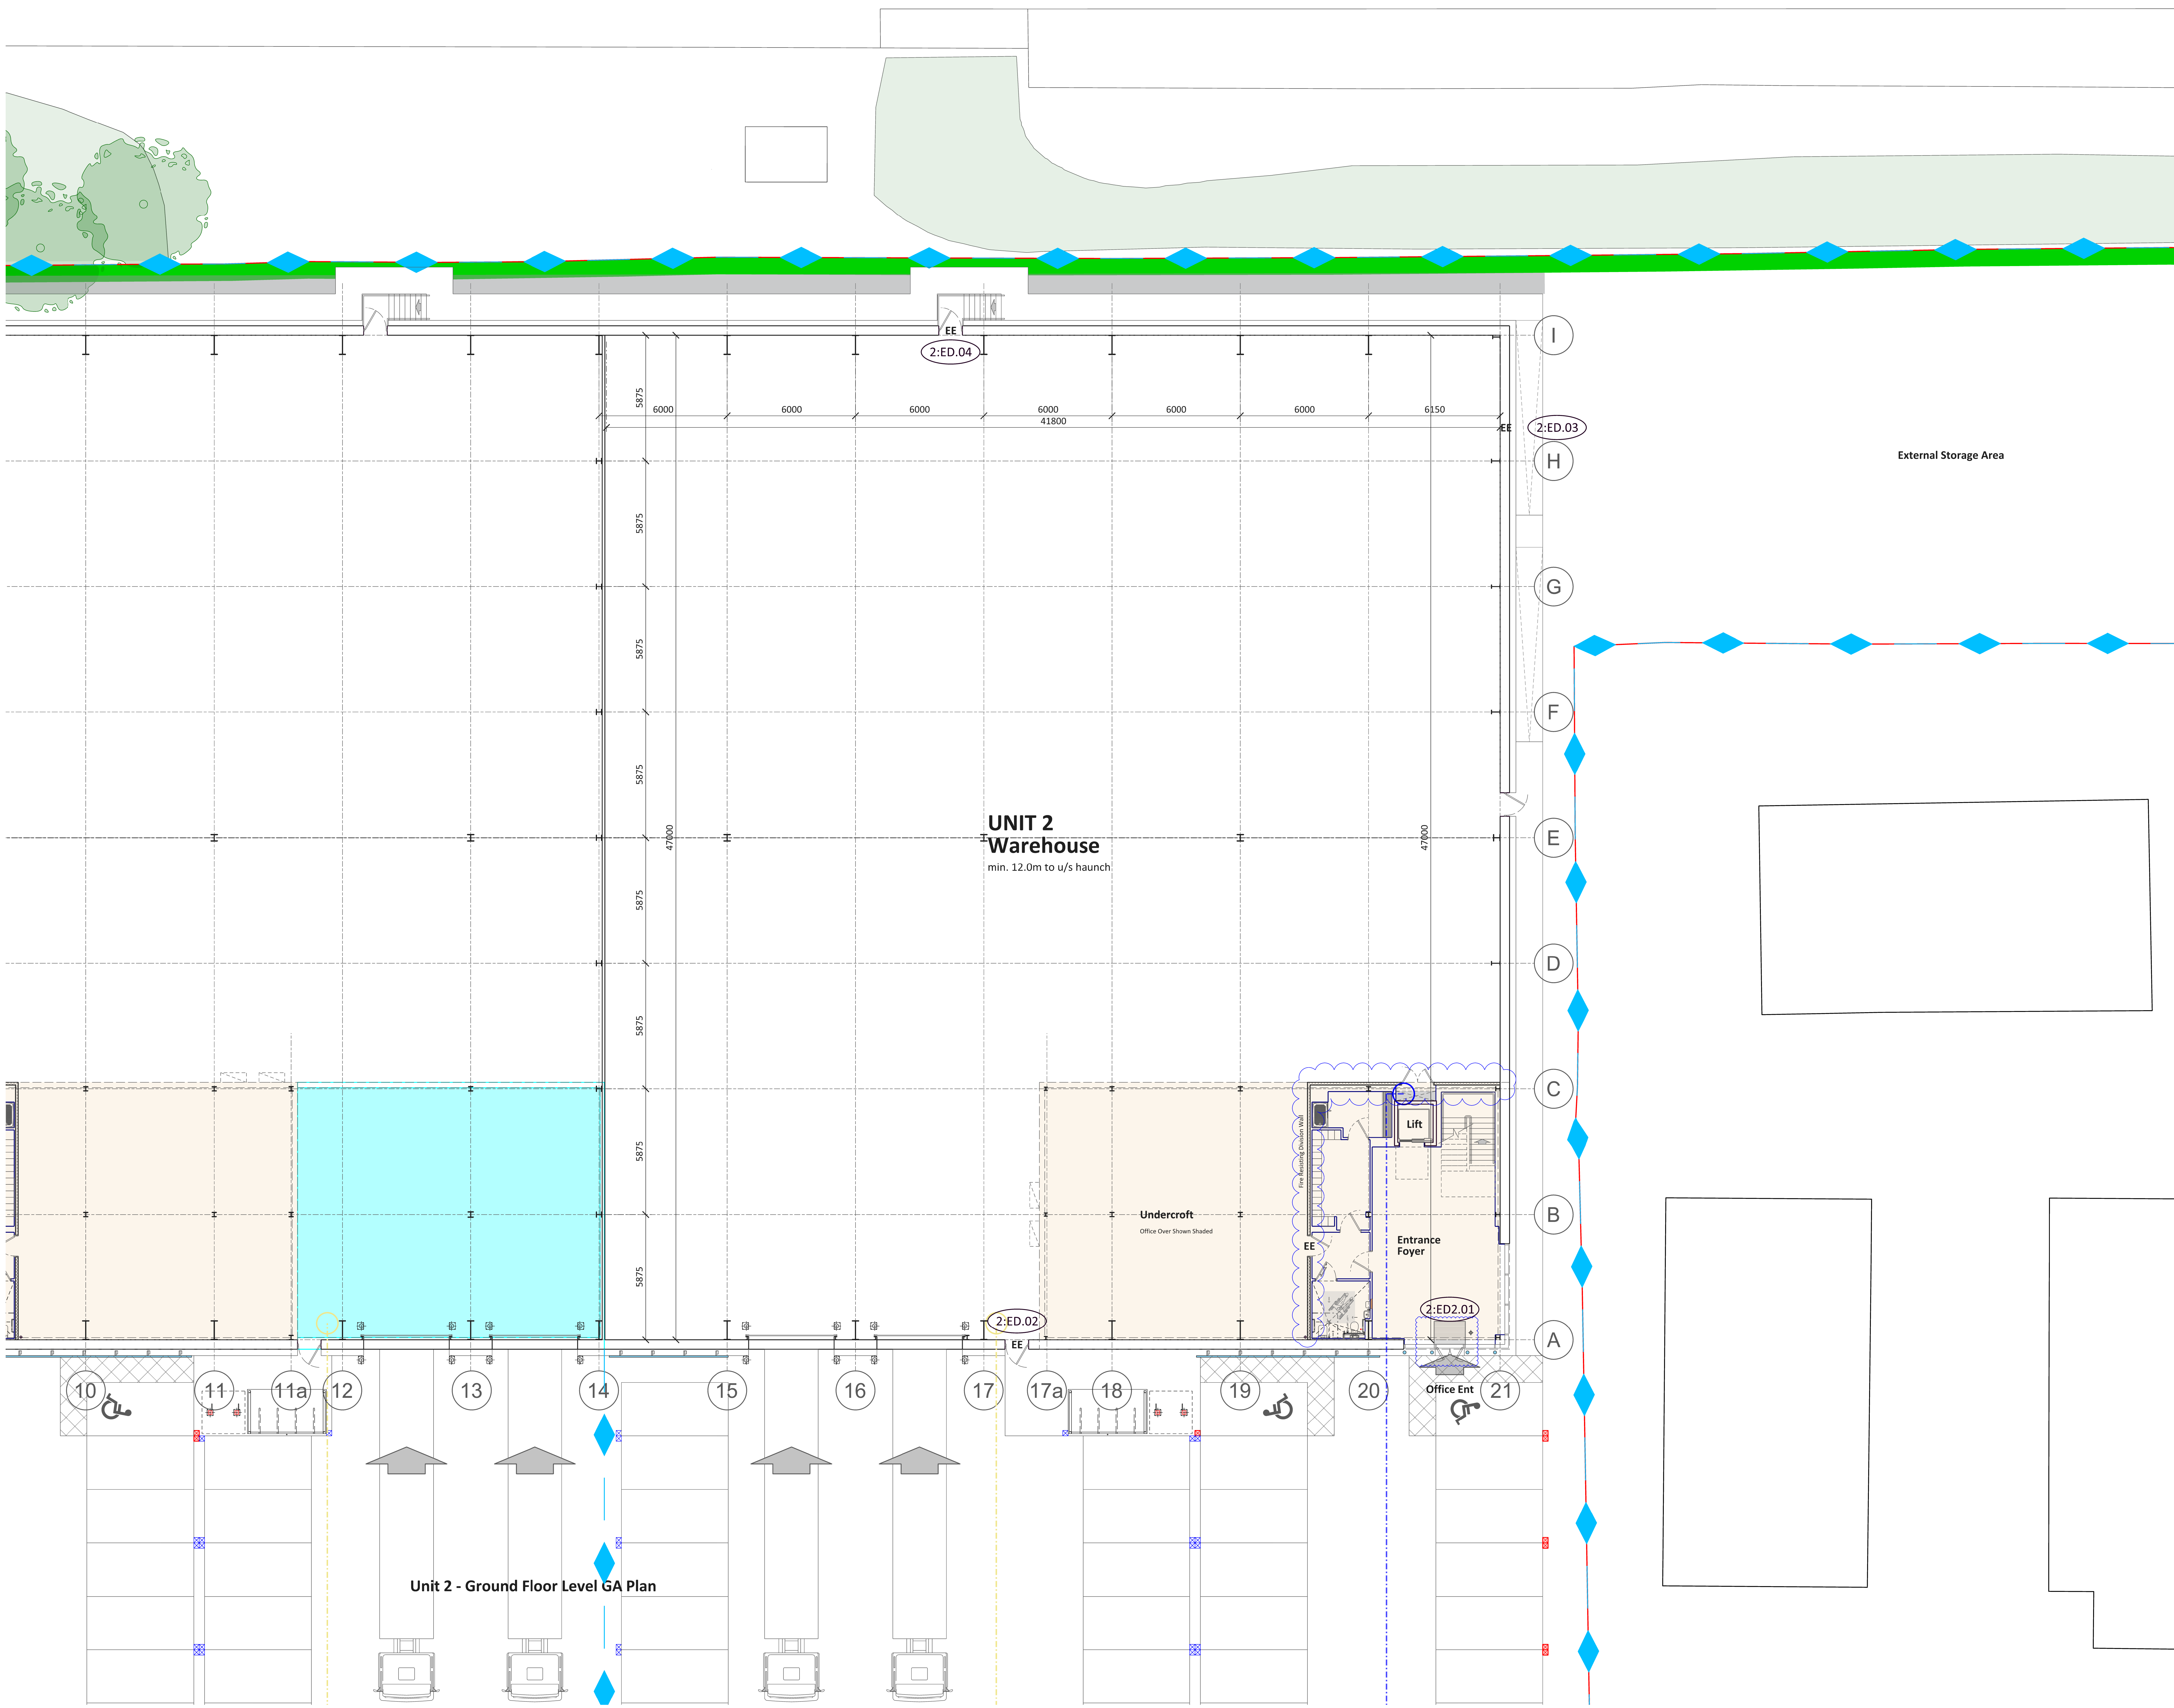 EE
2:ED.04
I
5875
6000 6000 6000 6000 6000 6000 6150
41800
EE
2:ED.03
H
External Storage Area
5875
G
5875
F
5875
UNIT 2
Warehouse
min. 12.0m to u/s haunch
47000
47000
E
5875
D
5875
C
Lift
Fire Resisting Division Wall
5875
Undercroft
Office Over Shown Shaded
B
Entrance
Foyer
EE
5875
2:ED2.01
2:ED.02
EE
A
10 11 11a 12 13 14 15 16 17 17a 18 19 20 21
Office Ent
Unit 2 - Ground Floor Level GA Plan